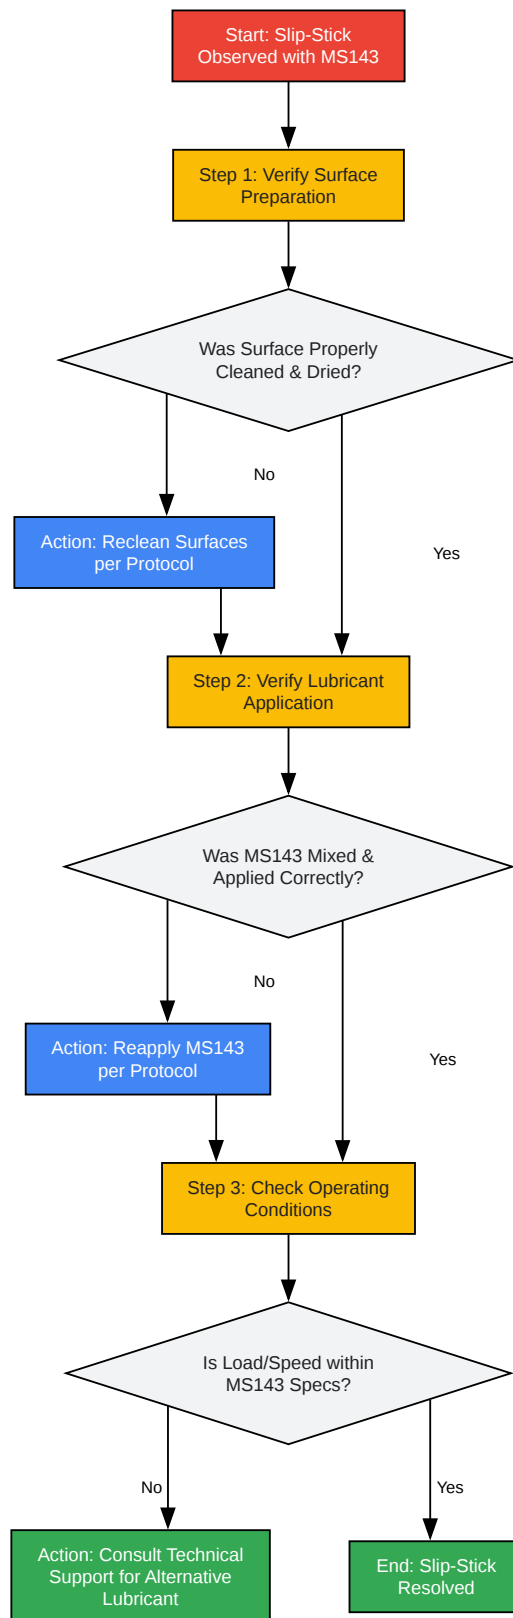 Start: Slip-Stick
Observed with MS143
Step 1: Verify Surface
Preparation
Was Surface Properly
Cleaned & Dried?
No
Action: Reclean Surfaces
per Protocol
Yes
Step 2: Verify Lubricant
Application
Was MS143 Mixed &
Applied Correctly?
No
Action: Reapply MS143
per Protocol
Yes
Step 3: Check Operating
Conditions
Is Load/Speed within
MS143 Specs?
No
Yes
Action: Consult Technical
Support for Alternative
Lubricant
End: Slip-Stick
Resolved